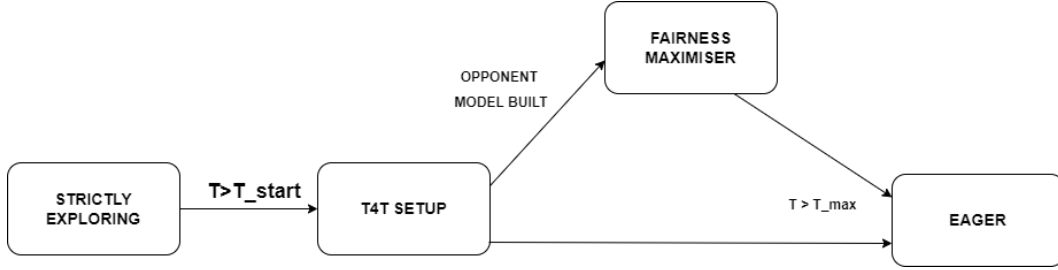 FAIRNESS
MAXIMISER
OPPONENT
MODEL BUILT
STRICTLY
EXPLORING
T>T_start
T4T SETUP
T > T_max
EAGER